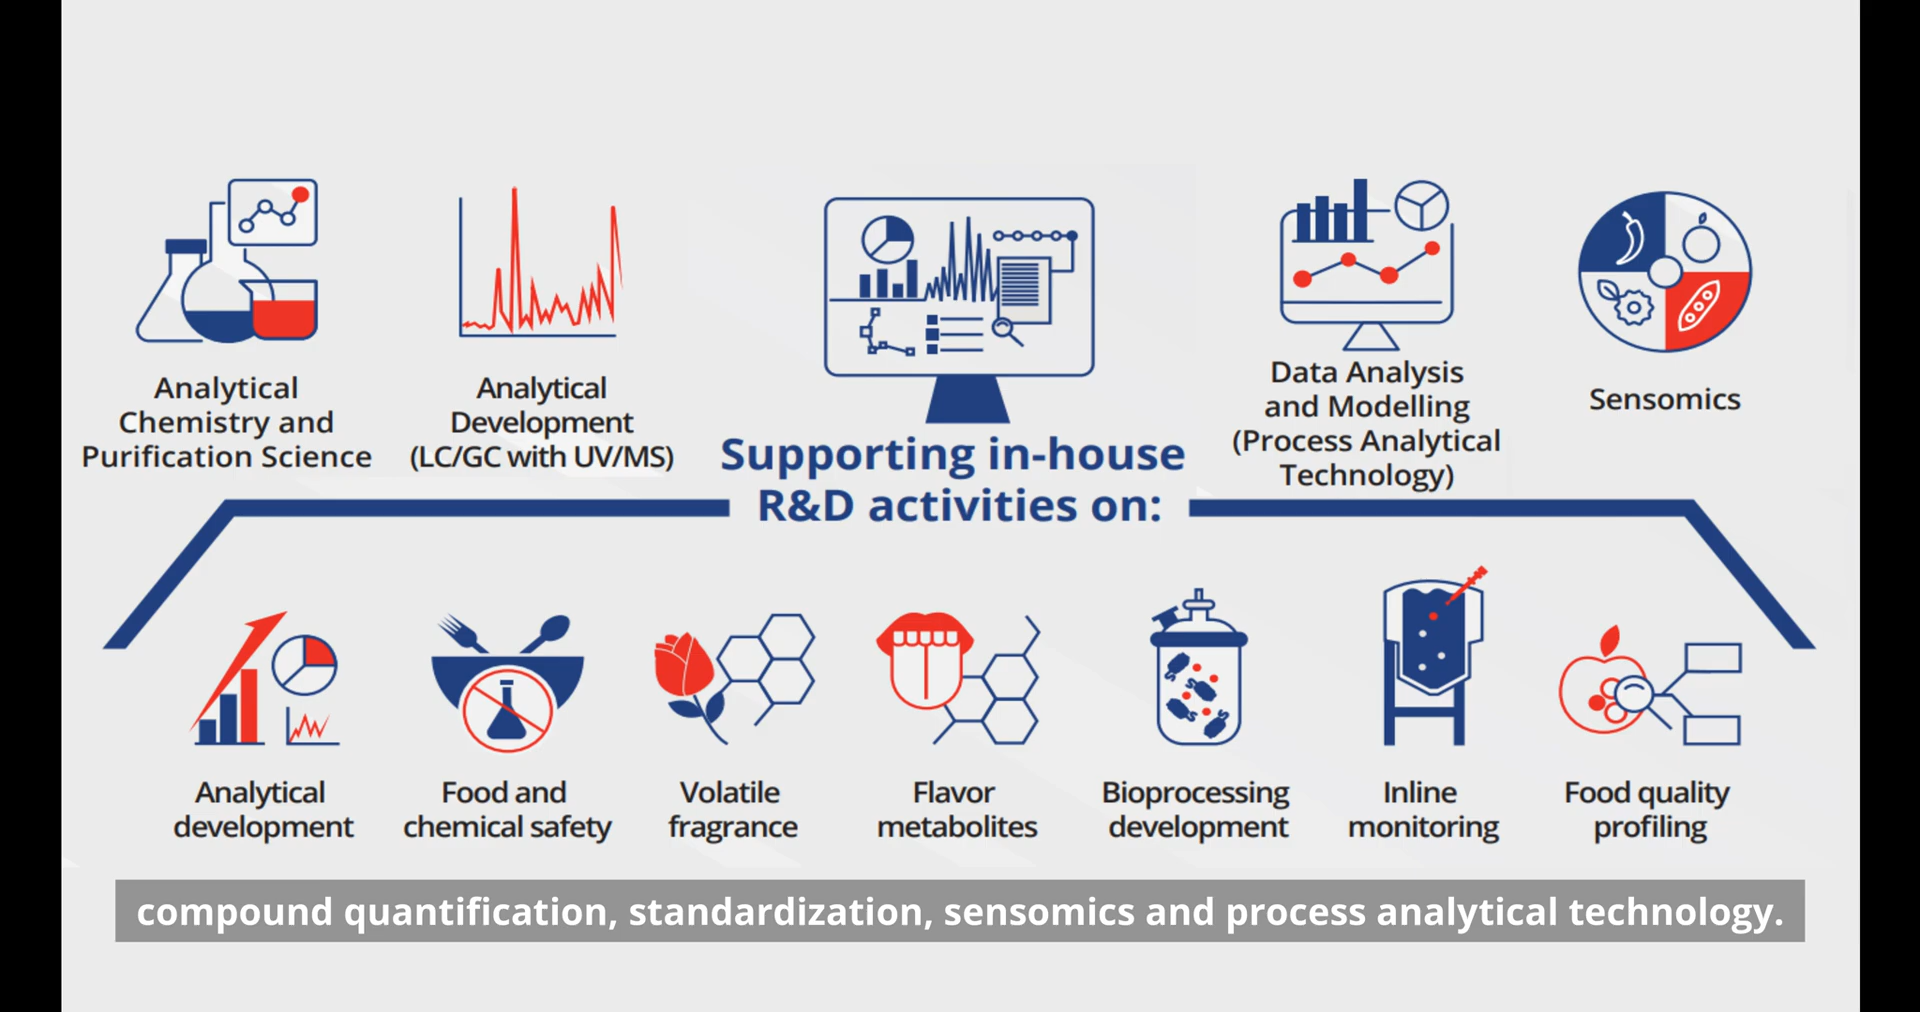 Analytical
Chemistry and
Purification Science
Analytical
Development
(LC/GC with UV/MS)
Supporting in-house
R&D activities on:
Data Analysis
and Modelling
(Process Analytical
Technology)
Sensomics
Analytical
development
Food and
chemical safety
Volatile
fragrance
Flavor
metabolites
Bioprocessing
development
Inline
monitoring
Food quality
profiling
compound quantification, standardization, sensomics and process analytical technology.